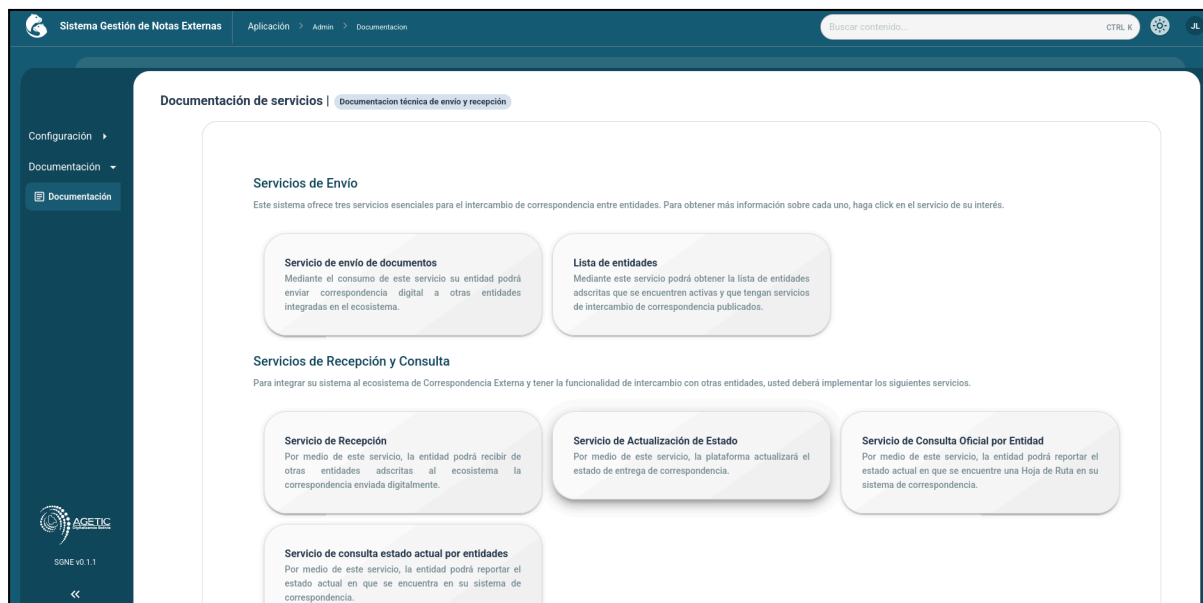 Sistema Gestión de Notas Externas
Aplicación > Admin > Documentacion
Buscar contenido...
CTRL K
JL
Configuración
Documentación
Documentación
Documentación de servicios |
Documentacion técnica de envío y recepción
Servicios de Envío
Este sistema ofrece tres servicios esenciales para el intercambio de correspondencia entre entidades. Para obtener más información sobre cada uno, haga click en el servicio de su interés.
Servicio de envío de documentos
Mediante el consumo de este servicio su entidad podrá
enviar correspondencia digital a otras entidades
integradas en el ecosistema.
Lista de entidades
Mediante este servicio podrá obtener la lista de entidades
adscritas que se encuentren activas y que tengan servicios
de intercambio de correspondencia publicados.
Servicios de Recepción y Consulta
Para integrar su sistema al ecosistema de Correspondencia Externa y tener la funcionalidad de intercambio con otras entidades, usted deberá implementar los siguientes servicios.
Servicio de Recepción
Por medio de este servicio, la entidad podrá recibir de
otras entidades adscritas al ecosistema la
correspondencia enviada digitalmente.
Servicio de Actualización de Estado
Por medio de este servicio, la plataforma actualizará el
estado de entrega de correspondencia.
Servicio de Consulta Oficial por Entidad
Por medio de este servicio, la entidad podrá reportar el
estado actual en que se encuentre una Hoja de Ruta en su
sistema de correspondencia.
Servicio de consulta estado actual por entidades
Por medio de este servicio, la entidad podrá reportar el
estado actual en que se encuentra en su sistema de
correspondencia.
AGETIC
SGNE v0.1.1